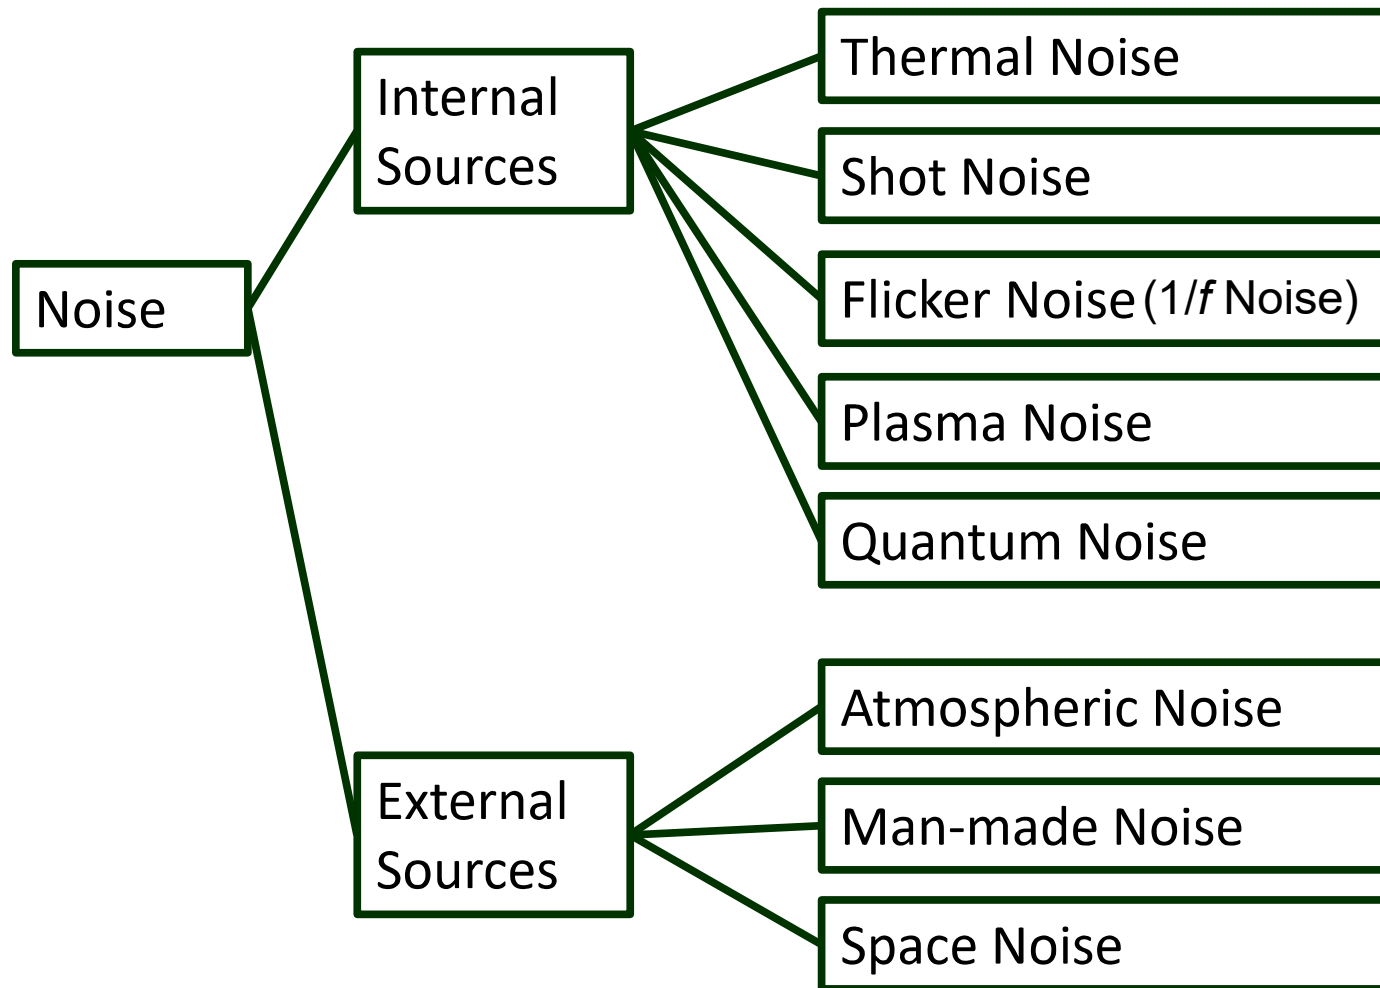 Noise
Internal
Sources
Thermal Noise
Shot Noise
Flicker Noise (1/f Noise)
Plasma Noise
Quantum Noise
External
Sources
Atmospheric Noise
Man-made Noise
Space Noise